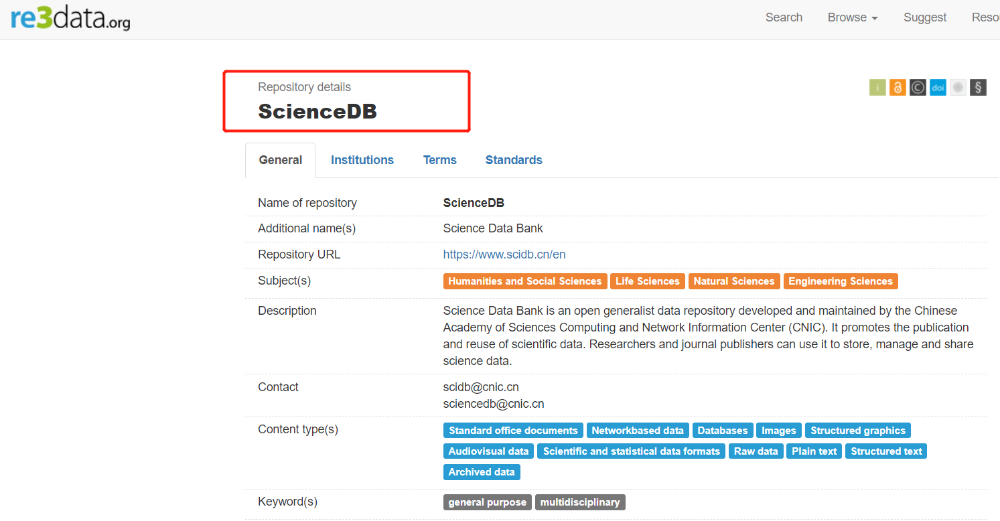 re3data.org
Search Browse Suggest Resou
Repository details
ScienceDB
i © doi §
General Institutions Terms Standards
Name of repository ScienceDB
Additional name(s) Science Data Bank
Repository URL https://www.scidb.cn/en
Subject(s) Humanities and Social Sciences Life Sciences Natural Sciences Engineering Sciences
Description Science Data Bank is an open generalist data repository developed and maintained by the Chinese
Academy of Sciences Computing and Network Information Center (CNIC). It promotes the publication
and reuse of scientific data. Researchers and journal publishers can use it to store, manage and share
science data.
Contact scidb@cnic.cn
sciencedb@cnic.cn
Content type(s) Standard office documents Networkbased data Databases Images Structured graphics
Audiovisual data Scientific and statistical data formats Raw data Plain text Structured text
Archived data
Keyword(s) general purpose multidisciplinary